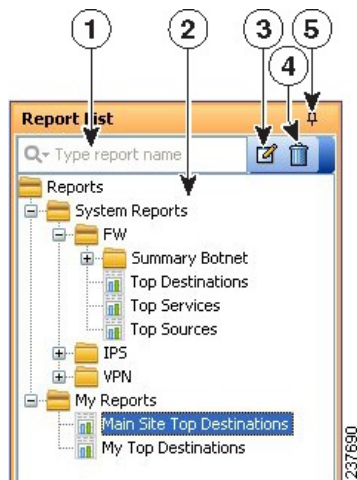 1 2 3 5
4
Report List
Type report name
Reports
System Reports
FW
Summary Botnet
Top Destinations
Top Services
Top Sources
IPS
VPN
My Reports
Main Site Top Destinations
My Top Destinations
237690